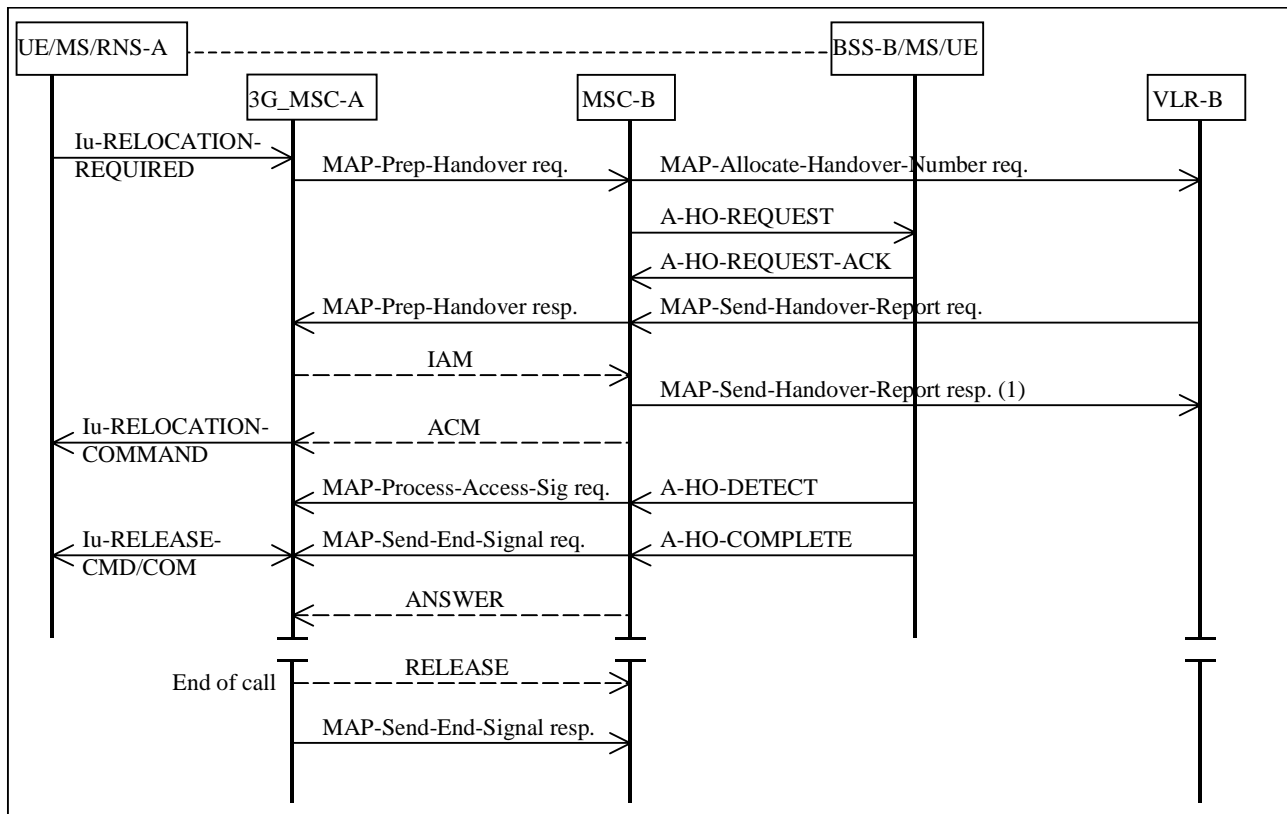 UE/MS/RNS-A
BSS-B/MS/UE
3G_MSC-A
MSC-B
VLR-B
Iu-RELOCATION-
REQUIRED
MAP-Prep-Handover req.
MAP-Allocate-Handover-Number req.
A-HO-REQUEST
A-HO-REQUEST-ACK
MAP-Prep-Handover resp.
MAP-Send-Handover-Report req.
IAM
MAP-Send-Handover-Report resp. (1)
Iu-RELOCATION-
COMMAND
ACM
MAP-Process-Access-Sig req.
A-HO-DETECT
Iu-RELEASE-
CMD/COM
MAP-Send-End-Signal req.
A-HO-COMPLETE
ANSWER
End of call
RELEASE
MAP-Send-End-Signal resp.